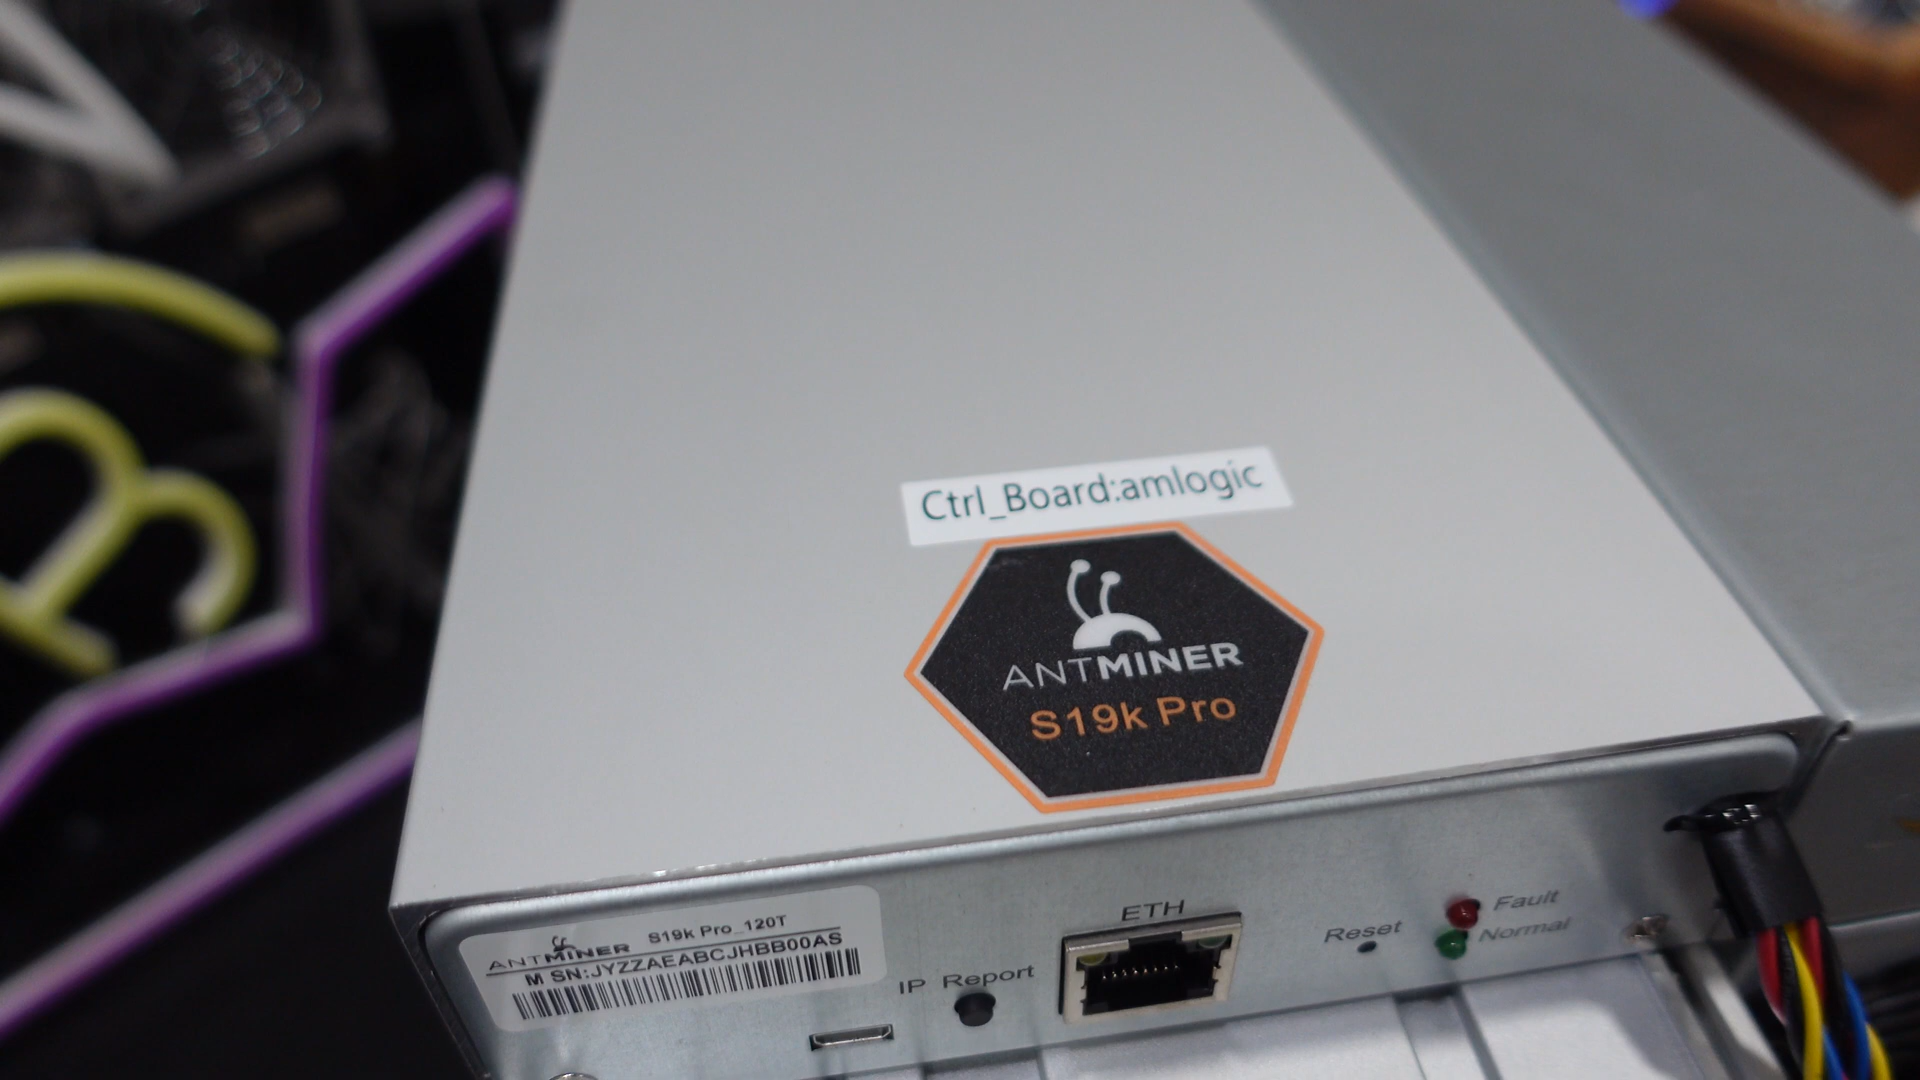 Ctrl_Board:amlogic
ANTMINER
S19k Pro
ANTMINER S19k Pro_120T
M SN:JYZZAEABCJHBB00AS
IP Report
ETH
Reset
Fault
Normal